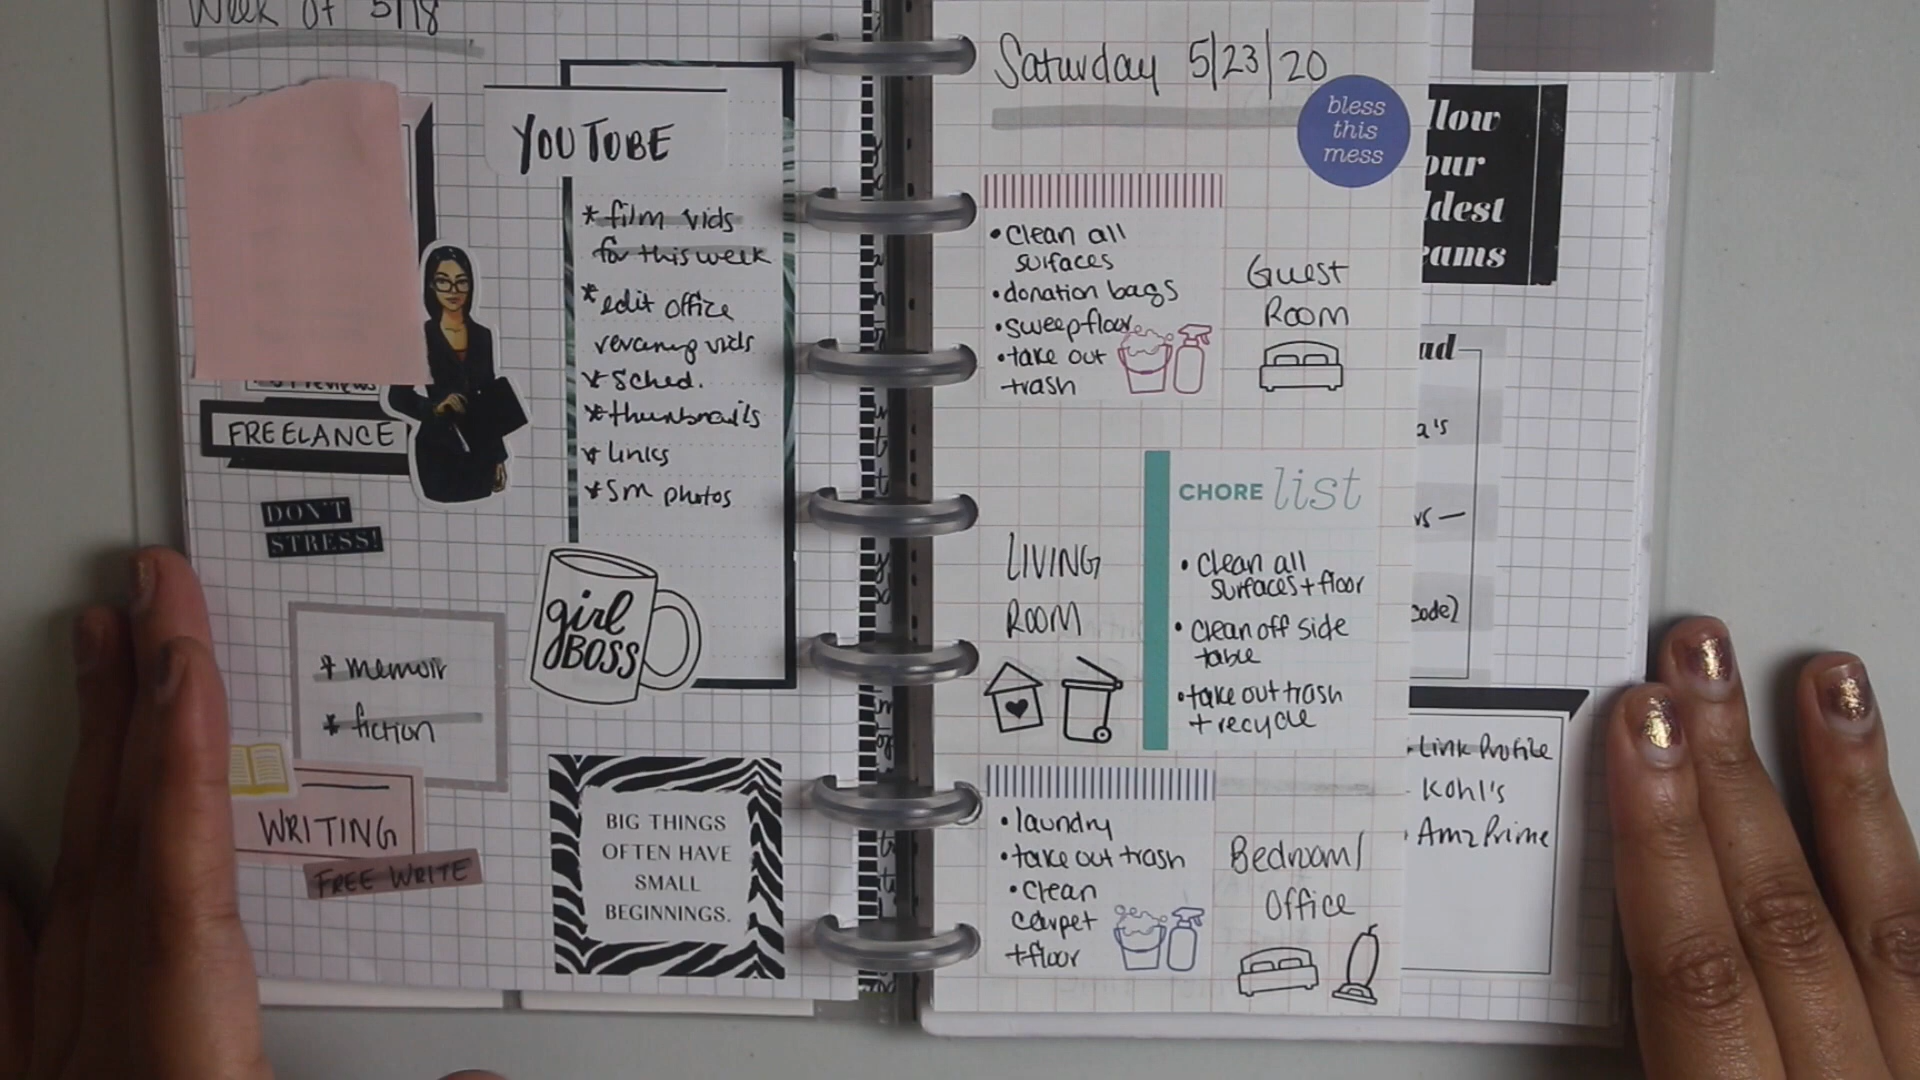 Week of 5/18
YOUTUBE
* film vids
for this week
* edit office
vids
* Sched.
* thumbnails
* links
* SM photos
FREELANCE
DON'T
STRESS!
girl
BOSS
* memoir
* fiction
WRITING
FREE WRITE
BIG THINGS
OFTEN HAVE
SMALL
BEGINNINGS.
Saturday 5/23/20
bless
this
mess
• Clean all
surfaces
• donation bags
• sweep floor
• take out
trash
Guest
Room
LIVING
ROOM
CHORE list
• Clean all
surfaces + floor
• Clean off side
table
• take out trash
+ recycle
• laundry
• take out trash
• Clean
carpet
+ floor
Bedroom/
Office
llow
our
ldest
eams
ad
a's
vs —
code)
• Link Profile
Kohl's
• Amz Prime